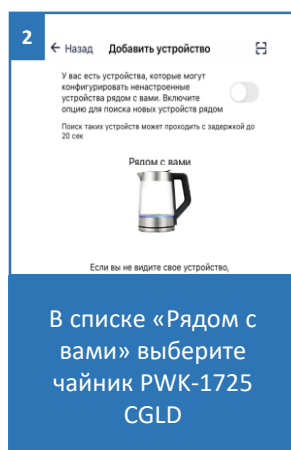 2
← Назад Добавить устройство
У вас есть устройства, которые могут
конфигурировать ненастроенные
устройства рядом с вами. Включите
опцию для поиска новых устройств рядом
Поиск таких устройств может проходить с задержкой до
20 сек
Рядом с вами
Если вы не видите свое устройство,
В списке «Рядом с
вами» выберите
чайник PWK-1725
CGLD